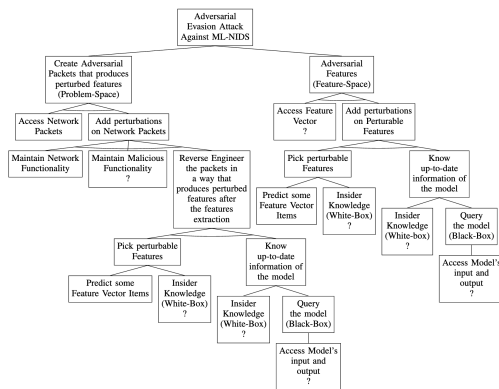 Adversarial
Evasion Attack
Against ML-NIDS
Create Adversarial
Packets that produces
perturbed features
(Problem-Space)
Adversarial
Features
(Feature-Space)
Access Network
Packets
Add perturbations
on Network Packets
Access Feature
Vector
?
Add perturbations
on Perturable
Features
Maintain Network
Functionality
Maintain Malicious
Functionality
?
Reverse Engineer
the packets in
a way that
produces perturbed
features after
the features
extraction
Pick perturbable
Features
Know
up-to-date
information of
the model
Predict some
Feature Vector
Items
Insider
Knowledge
(White-Box)
?
Insider
Knowledge
(White-box)
?
Query
the model
(Black-Box)
Access Model's
input and
output
?
Pick perturbable
Features
Know
up-to-date
information of
the model
Predict some
Feature Vector Items
Insider
Knowledge
(White-Box)
?
Insider
Knowledge
(White-Box)
?
Query
the model
(Black-Box)
Access Model's
input and
output
?